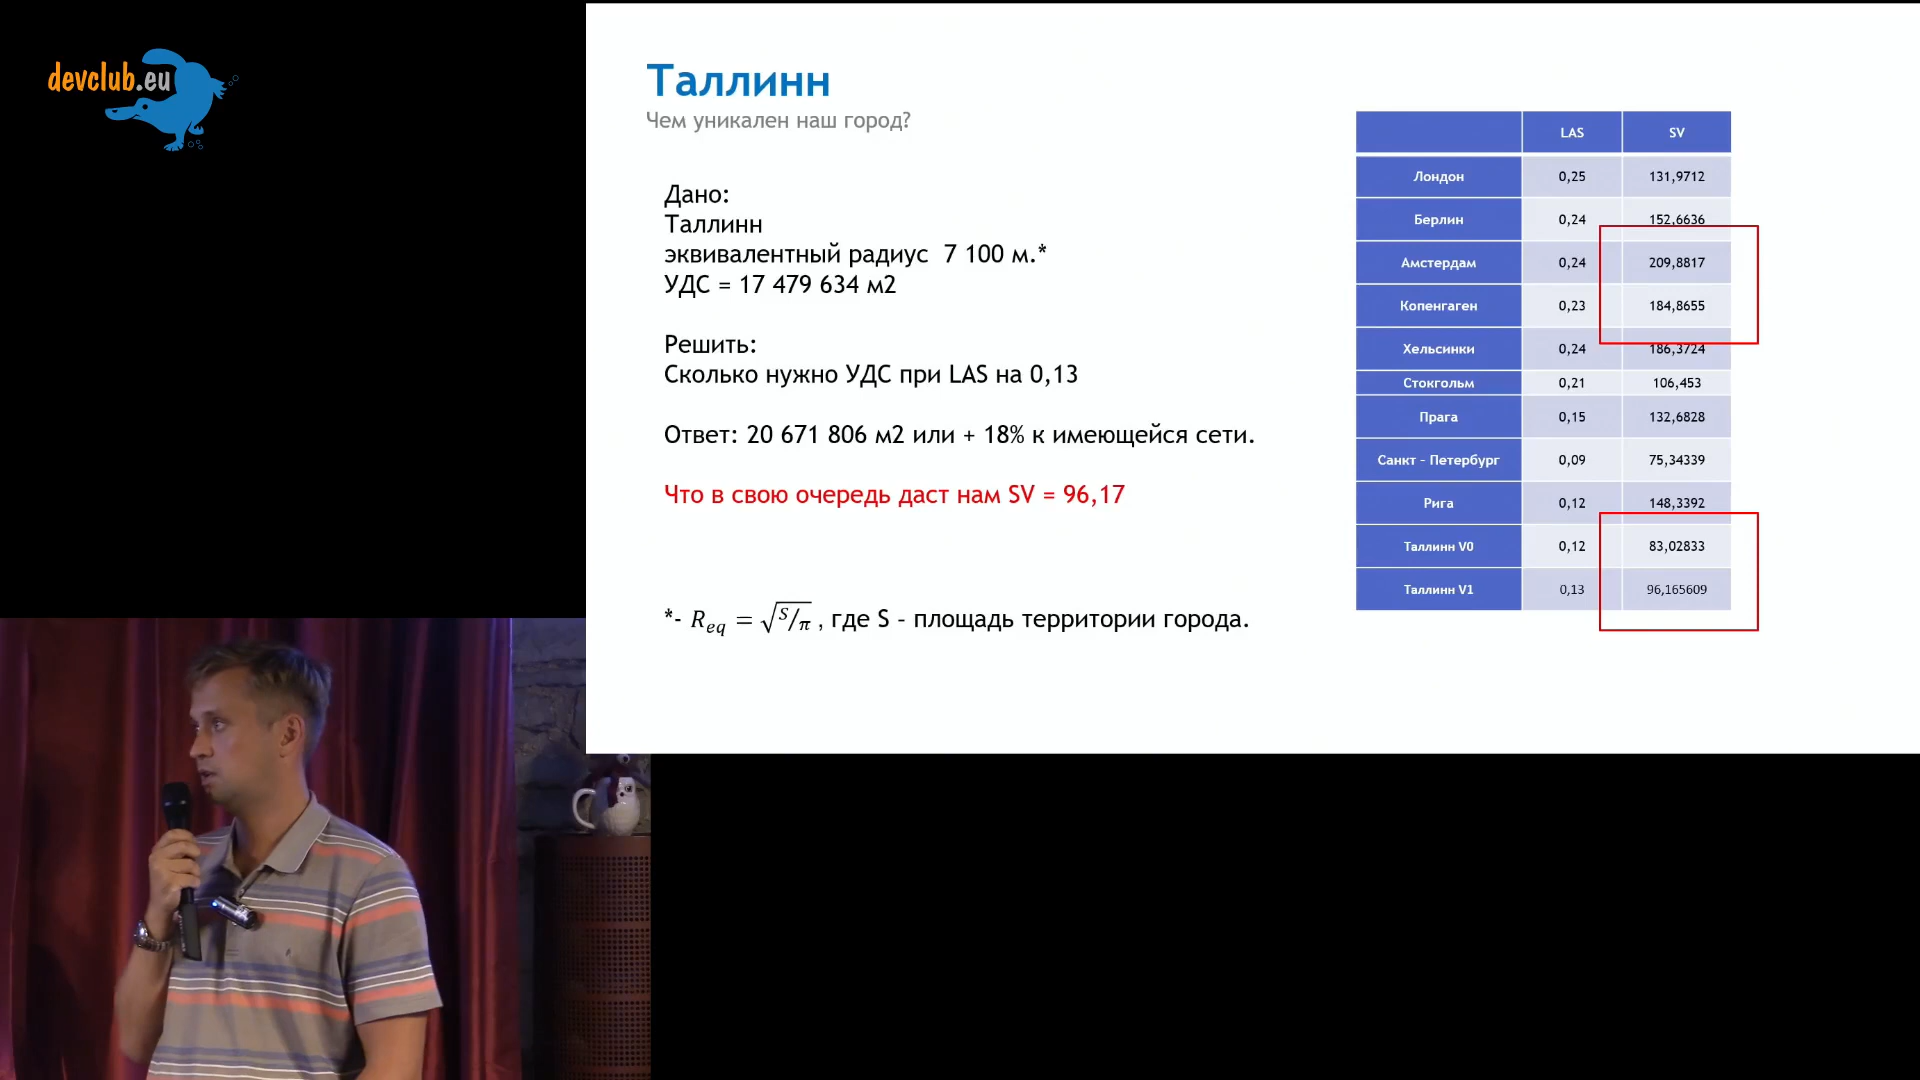 devclub.eu
Таллинн
Чем уникален наш город?
Дано:
Таллинн
эквивалентный радиус 7 100 м.*
УДС = 17 479 634 м2
Решить:
Сколько нужно УДС при LAS на 0,13
Ответ: 20 671 806 м2 или + 18% к имеющейся сети.
Что в свою очередь даст нам SV = 96,17
*- R_eq = √S/π , где S – площадь территории города.
LAS SV
Лондон 0,25 131,9712
Берлин 0,24 152,6636
Амстердам 0,24 209,8817
Копенгаген 0,23 184,8655
Хельсинки 0,24 186,3724
Стокгольм 0,21 106,453
Прага 0,15 132,6828
Санкт – Петербург 0,09 75,34339
Рига 0,12 148,3392
Таллинн V0 0,12 83,02833
Таллинн V1 0,13 96,165609